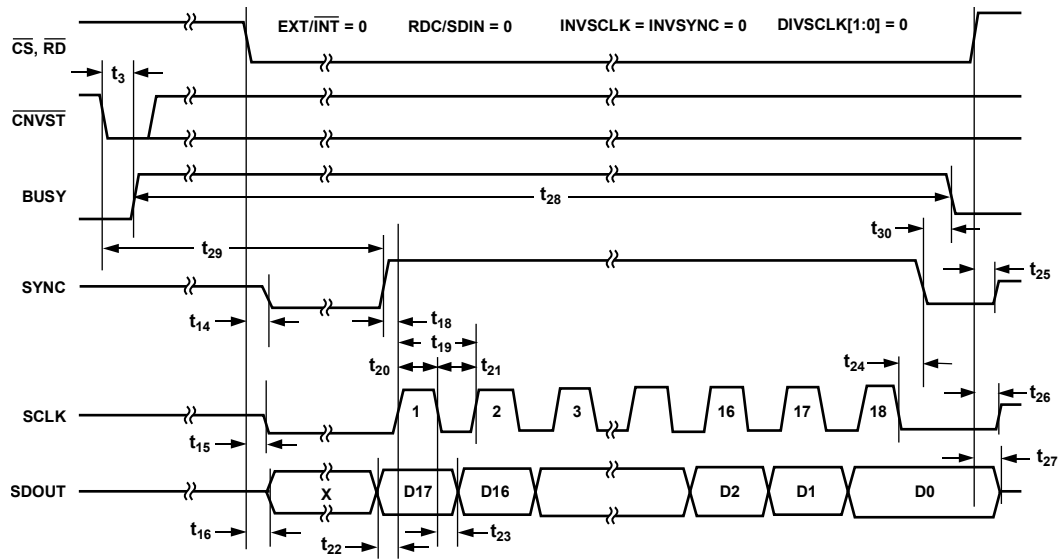 EXT/INT = 0 RDC/SDIN = 0 INVSCLK = INVSYNC = 0 DIVSCLK[1:0] = 0
CS, RD
t3
CNVST
BUSY
t28
t30
t29
SYNC
t25
t14
t18
t19
t20
t21
t24
t26
SCLK
1 2 3 16 17 18
t15
t27
SDOUT
X D17 D16 D2 D1 D0
t16
t22
t23